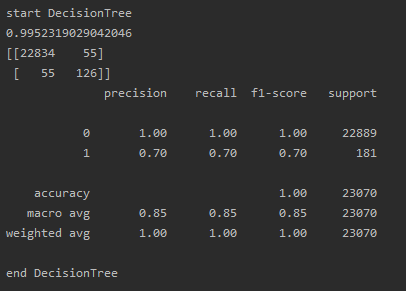 start DecisionTree
0.9952319029042046
[[22834    55]
 [   55   126]]
              precision    recall  f1-score   support

           0       1.00      1.00      1.00     22889
           1       0.70      0.70      0.70       181

    accuracy                           1.00     23070
   macro avg       0.85      0.85      0.85     23070
weighted avg       1.00      1.00      1.00     23070

end DecisionTree